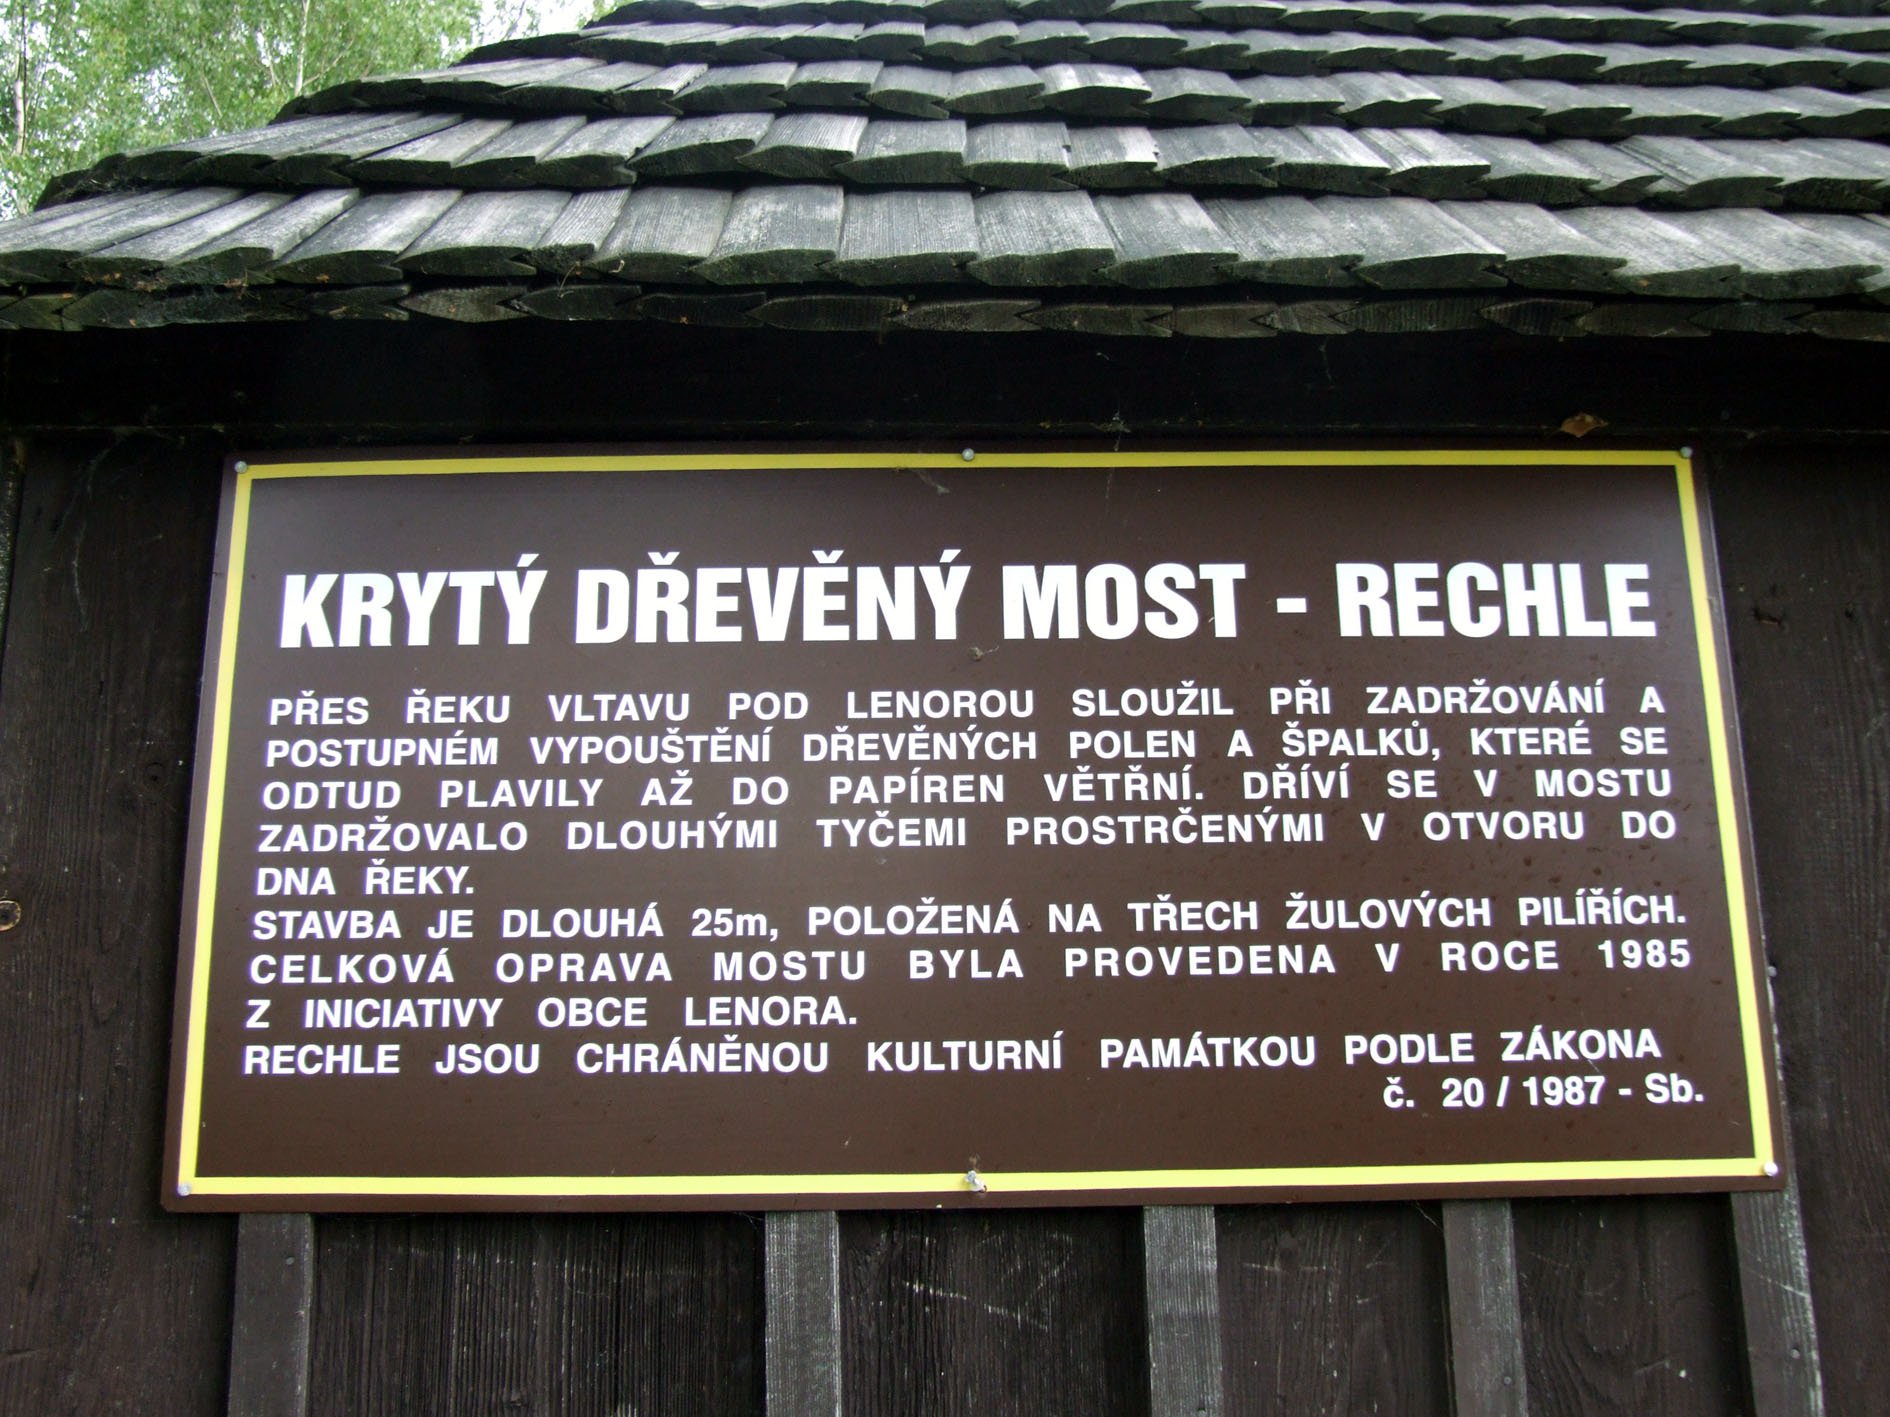 KRYTÝ DŘEVĚNÝ MOST - RECHLE
PŘES ŘEKU VLTAVU POD LENOROU SLOUŽIL PŘI ZADRŽOVÁNÍ A
POSTUPNÉM VYPOUŠTĚNÍ DŘEVĚNÝCH POLEN A ŠPALKŮ, KTERÉ SE
ODTUD PLAVILY AŽ DO PAPÍREN VĚTŘNÍ. DŘÍVÍ SE V MOSTU
ZADRŽOVALO DLOUHÝMI TYČEMI PROSTRČENÝMI V OTVORU DO
DNA ŘEKY.
STAVBA JE DLOUHÁ 25m, POLOŽENÁ NA TŘECH ŽULOVÝCH PILÍŘÍCH.
CELKOVÁ OPRAVA MOSTU BYLA PROVEDENA V ROCE 1985
Z INICIATIVY OBCE LENORA.
RECHLE JSOU CHRÁNĚNOU KULTURNÍ PAMÁTKOU PODLE ZÁKONA
č. 20 / 1987 - Sb.